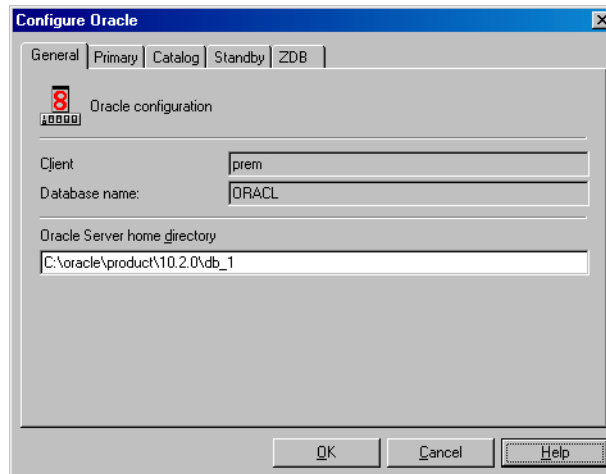 Configure Oracle
General Primary Catalog Standby ZDB
8
Oracle configuration
Client prem
Database name: ORACL
Oracle Server home directory
C:\oracle\product\10.2.0\db_1
OK Cancel Help